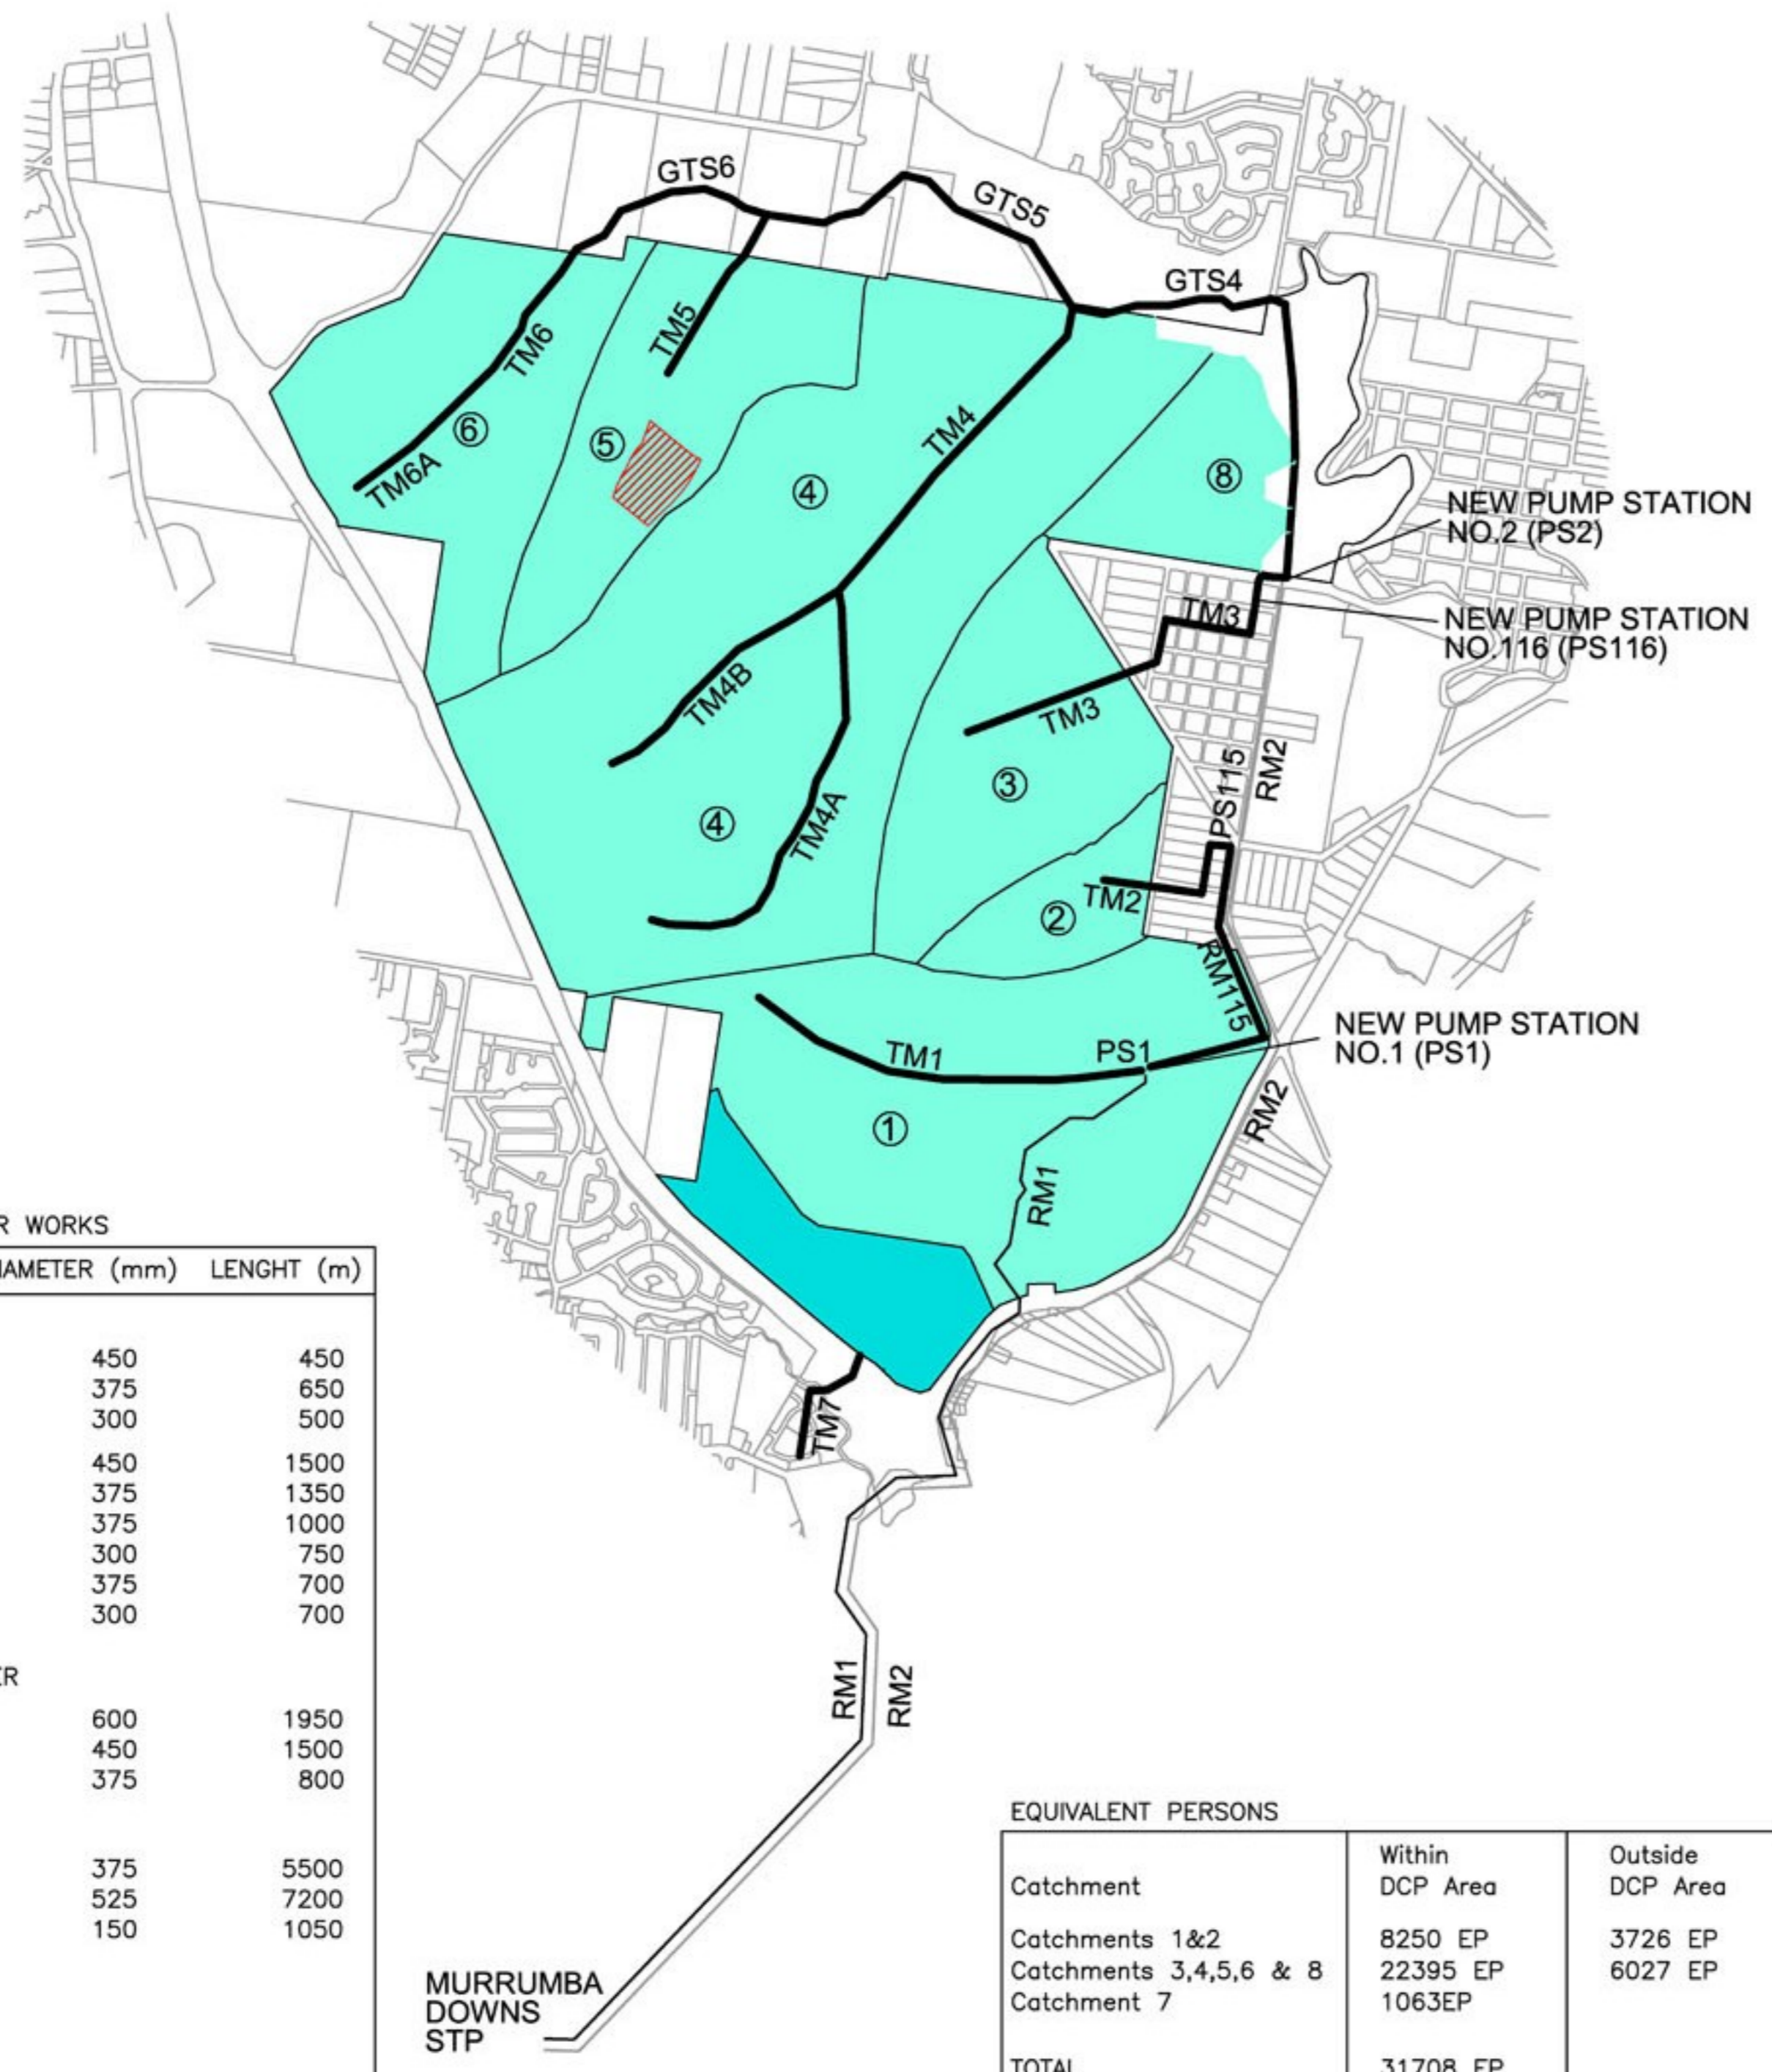 GTS6
GTS5
GTS4
TM5
TM6
TM6A
⑥
⑤
④
TM4
⑧
NEW PUMP STATION
NO.2 (PS2)
TM3
NEW PUMP STATION
NO.116 (PS116)
TM4B
TM3
③
PS115
RM2
④
TM4A
TM2
②
RM115
NEW PUMP STATION
NO.1 (PS1)
TM1
PS1
①
RM2
RM1
TM7
RM1
RM2
MURRUMBA
DOWNS
STP
WORKS
(mm) LENGHT (m)
450 450
375 650
300 500
450 1500
375 1350
375 1000
300 750
375 700
300 700
600 1950
450 1500
375 800
375 5500
525 7200
150 1050
EQUIVALENT PERSONS
Catchment Within DCP Area Outside DCP Area
Catchments 1&2 8250 EP 3726 EP
Catchments 3,4,5,6 & 8 22395 EP 6027 EP
Catchment 7 1063EP
TOTAL 31708 EP